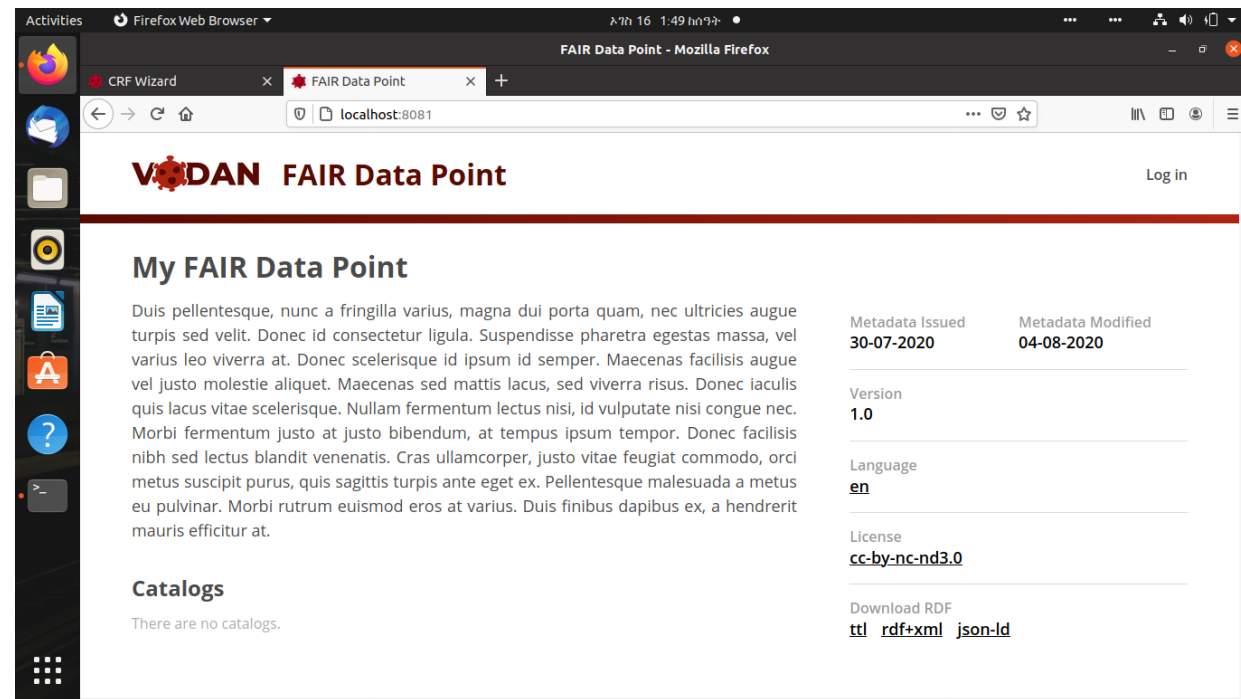 Activities Firefox Web Browser ኦገስ 16 1:49 ከሰዓት
FAIR Data Point - Mozilla Firefox
CRF Wizard FAIR Data Point
localhost:8081
VODAN FAIR Data Point Log in
My FAIR Data Point
Duis pellentesque, nunc a fringilla varius, magna dui porta quam, nec ultricies augue
turpis sed velit. Donec id consectetur ligula. Suspendisse pharetra egestas massa, vel
varius leo viverra at. Donec scelerisque id ipsum id semper. Maecenas facilisis augue
vel justo molestie aliquet. Maecenas sed mattis lacus, sed viverra risus. Donec iaculis
quis lacus vitae scelerisque. Nullam fermentum lectus nisi, id vulputate nisi congue nec.
Morbi fermentum justo at justo bibendum, at tempus ipsum tempor. Donec facilisis
nibh sed lectus blandit venenatis. Cras ullamcorper, justo vitae feugiat commodo, orci
metus suscipit purus, quis sagittis turpis ante eget ex. Pellentesque malesuada a metus
eu pulvinar. Morbi rutrum euismod eros at varius. Duis finibus dapibus ex, a hendrerit
mauris efficitur at.
Catalogs
There are no catalogs.
Metadata Issued Metadata Modified
30-07-2020 04-08-2020
Version
1.0
Language
en
License
cc-by-nc-nd3.0
Download RDF
ttl rdf+xml json-ld